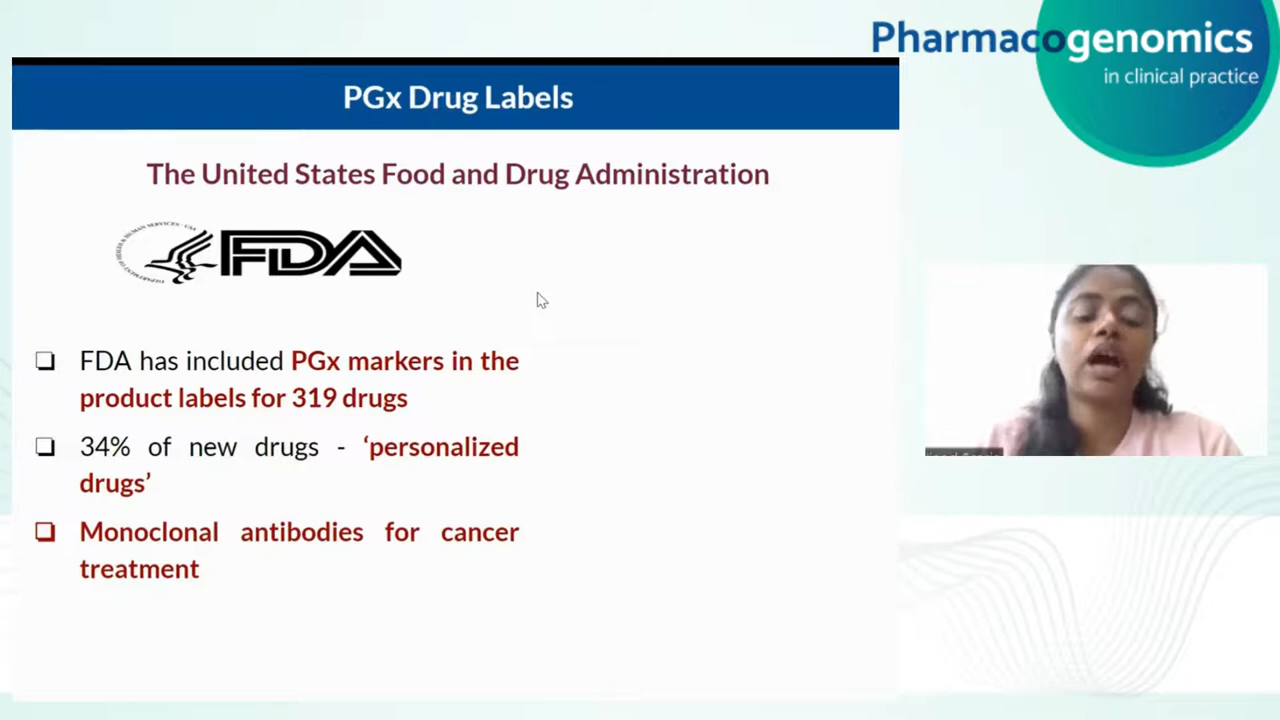 Pharmacogenomics
in clinical practice
PGx Drug Labels
The United States Food and Drug Administration
FDA
❑ FDA has included PGx markers in the
product labels for 319 drugs
❑ 34% of new drugs - ‘personalized
drugs’
❑ Monoclonal antibodies for cancer
treatment